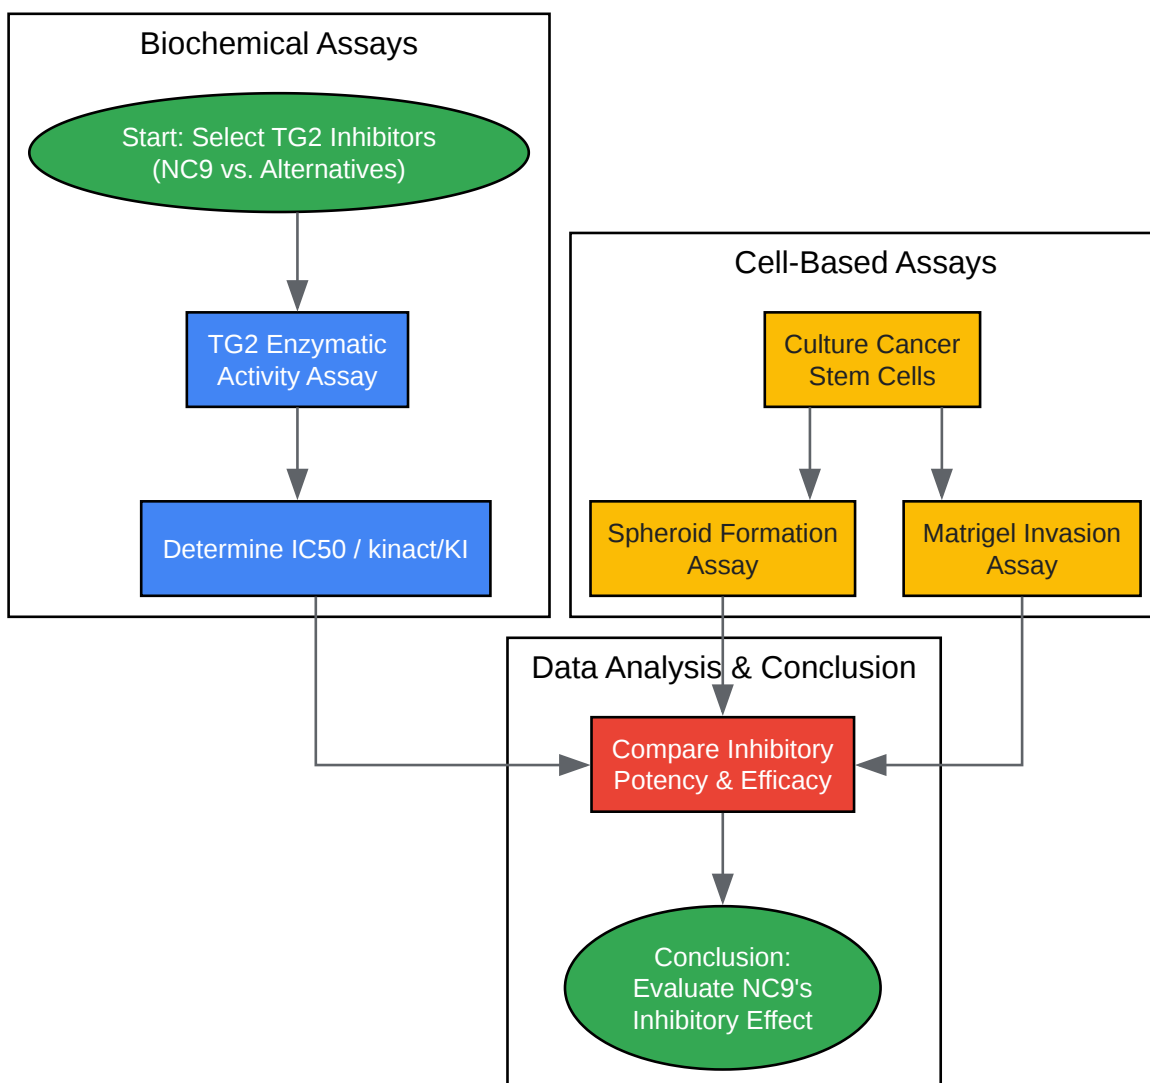 Biochemical Assays
Start: Select TG2 Inhibitors
(NC9 vs. Alternatives)
TG2 Enzymatic
Activity Assay
Determine IC50 / kinact/KI
Cell-Based Assays
Culture Cancer
Stem Cells
Spheroid Formation
Assay
Matrigel Invasion
Assay
Data Analysis & Conclusion
Compare Inhibitory
Potency & Efficacy
Conclusion:
Evaluate NC9's
Inhibitory Effect